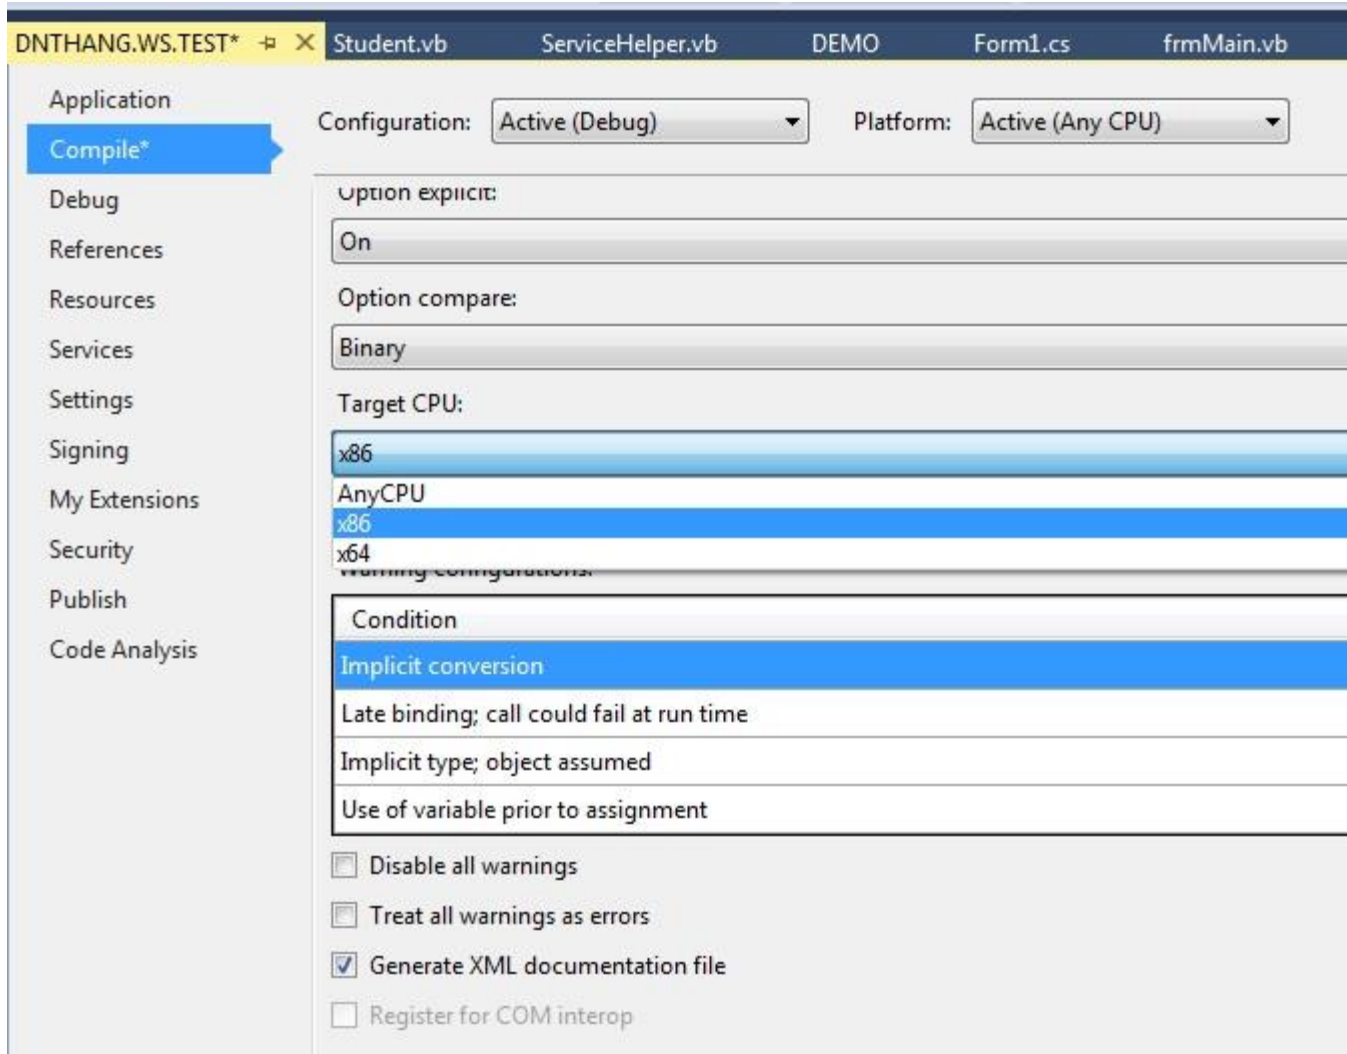 DNTHANG.WS.TEST* Student.vb ServiceHelper.vb DEMO Form1.cs frmMain.vb
Application
Compile*
Debug
References
Resources
Services
Settings
Signing
My Extensions
Security
Publish
Code Analysis
Configuration: Active (Debug) Platform: Active (Any CPU)
Option explicit:
On
Option compare:
Binary
Target CPU:
x86
AnyCPU
x86
x64
Warning configurations:
Condition
Implicit conversion
Late binding; call could fail at run time
Implicit type; object assumed
Use of variable prior to assignment
Disable all warnings
Treat all warnings as errors
Generate XML documentation file
Register for COM interop